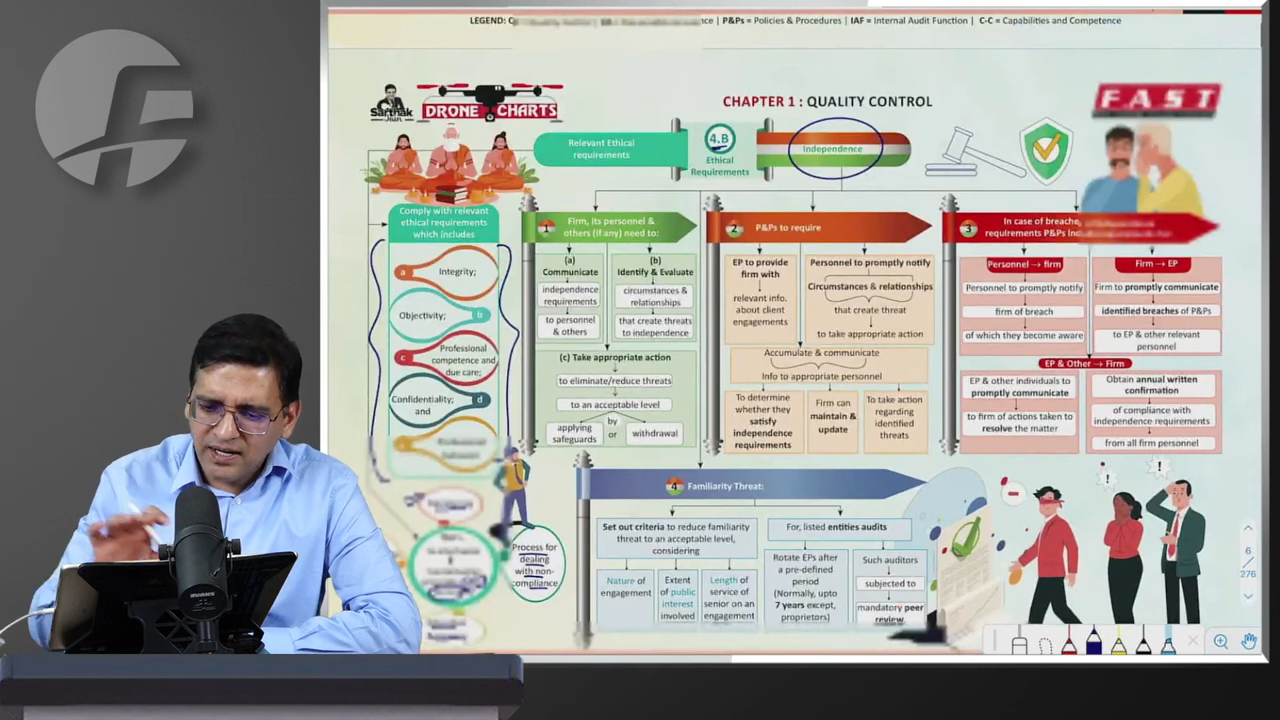 LEGEND:
P&Ps = Policies & Procedures | IAF = Internal Audit Function | C-C = Capabilities and Competence
Sarthak
Jain
DRONE CHARTS
CHAPTER 1 : QUALITY CONTROL
FAST
Relevant Ethical
requirements
4.B
Ethical
Requirements
Independence
Comply with relevant
ethical requirements
which includes
a
Integrity;
Objectivity;
b
c
Professional
competence and
due care;
Confidentiality;
and
d
Process for
dealing
with non-
compliance.
1
Firm, its personnel &
others (if any) need to:
(a)
Communicate
independence
requirements
to personnel
& others
(b)
Identify & Evaluate
circumstances &
relationships
that create threats
to independence
(c) Take appropriate action
to eliminate/reduce threats
to an acceptable level
by
or
applying
safeguards
withdrawal
2
P&Ps to require
EP to provide
firm with
relevant info.
about client
engagements
Personnel to promptly notify
Circumstances & relationships
that create threat
to take appropriate action
Accumulate & communicate
Info to appropriate personnel
To determine
whether they
satisfy
independence
requirements
Firm can
maintain &
update
To take action
regarding
identified
threats
3
In case of breache
requirements P&Ps
Personnel → firm
Personnel to promptly notify
firm of breach
of which they become aware
Firm → EP
Firm to promptly communicate
identified breaches of P&Ps
to EP & other relevant
personnel
EP & Other → Firm
EP & other individuals to
promptly communicate
to firm of actions taken to
resolve the matter
Obtain annual written
confirmation
of compliance with
independence requirements
from all firm personnel
4
Familiarity Threat:
Set out criteria to reduce familiarity
threat to an acceptable level,
considering
Nature of
engagement
Extent
of public
interest
involved
Length of
service of
senior on an
engagement
For, listed entities audits
Rotate EPs after
a pre-defined
period
(Normally, upto
7 years except,
proprietors)
Such auditors
subjected to
mandatory peer
review.
6
276